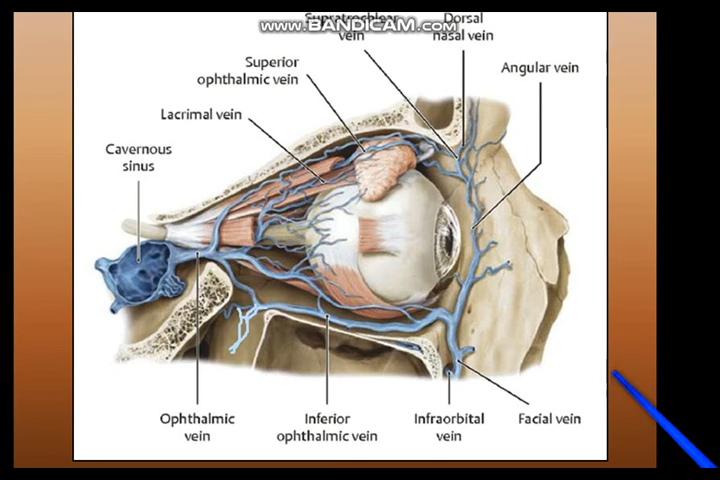 www.BANDICAM.com
Supratrochlear
vein
Dorsal
nasal vein
Superior
ophthalmic vein
Angular vein
Lacrimal vein
Cavernous
sinus
Ophthalmic
vein
Inferior
ophthalmic vein
Infraorbital
vein
Facial vein